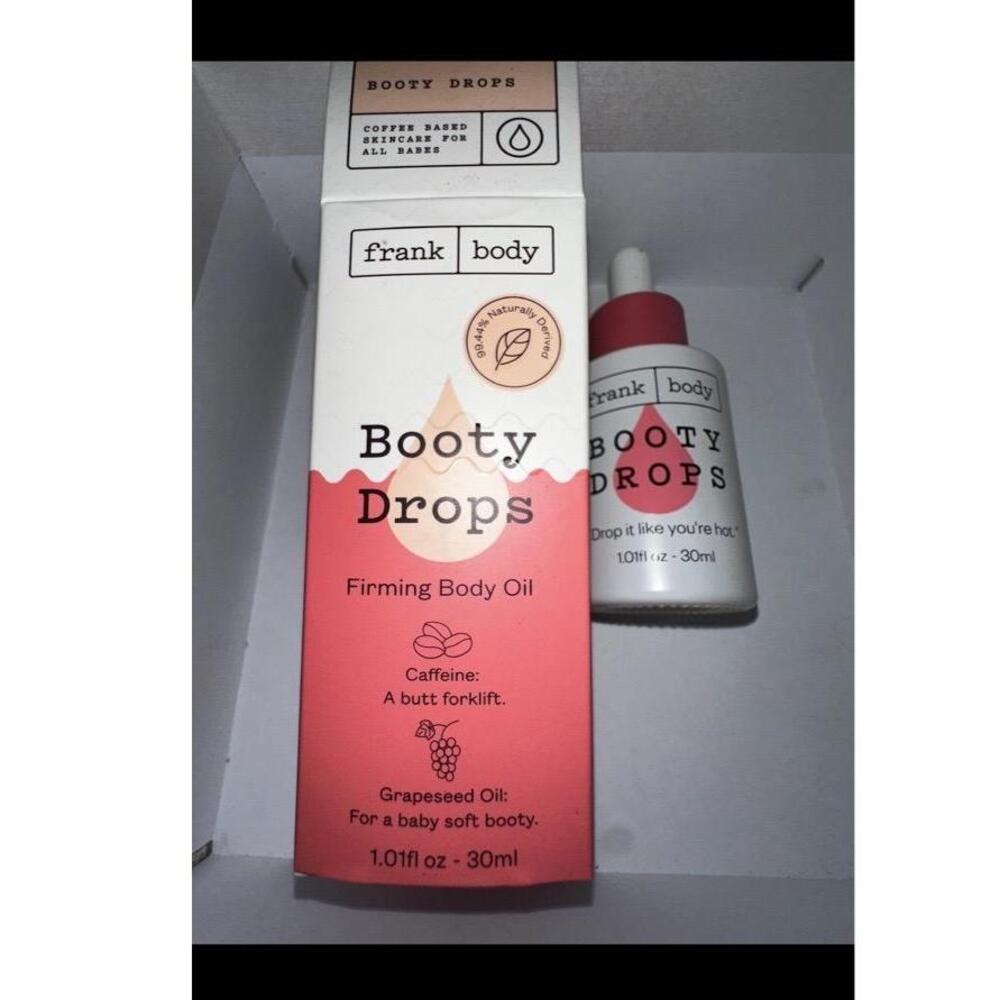 BOOTY DROPS
COFFEE BASED
SKINCARE FOR
ALL BABES
frank body
99.44% Naturally Derived
Booty
Drops
Firming Body Oil
Caffeine:
A butt forklift.
Grapeseed Oil:
For a baby soft booty.
1.01fl oz - 30ml
frank body
BOOTY
DROPS
Drop it like you're hot.
1.01fl oz - 30ml